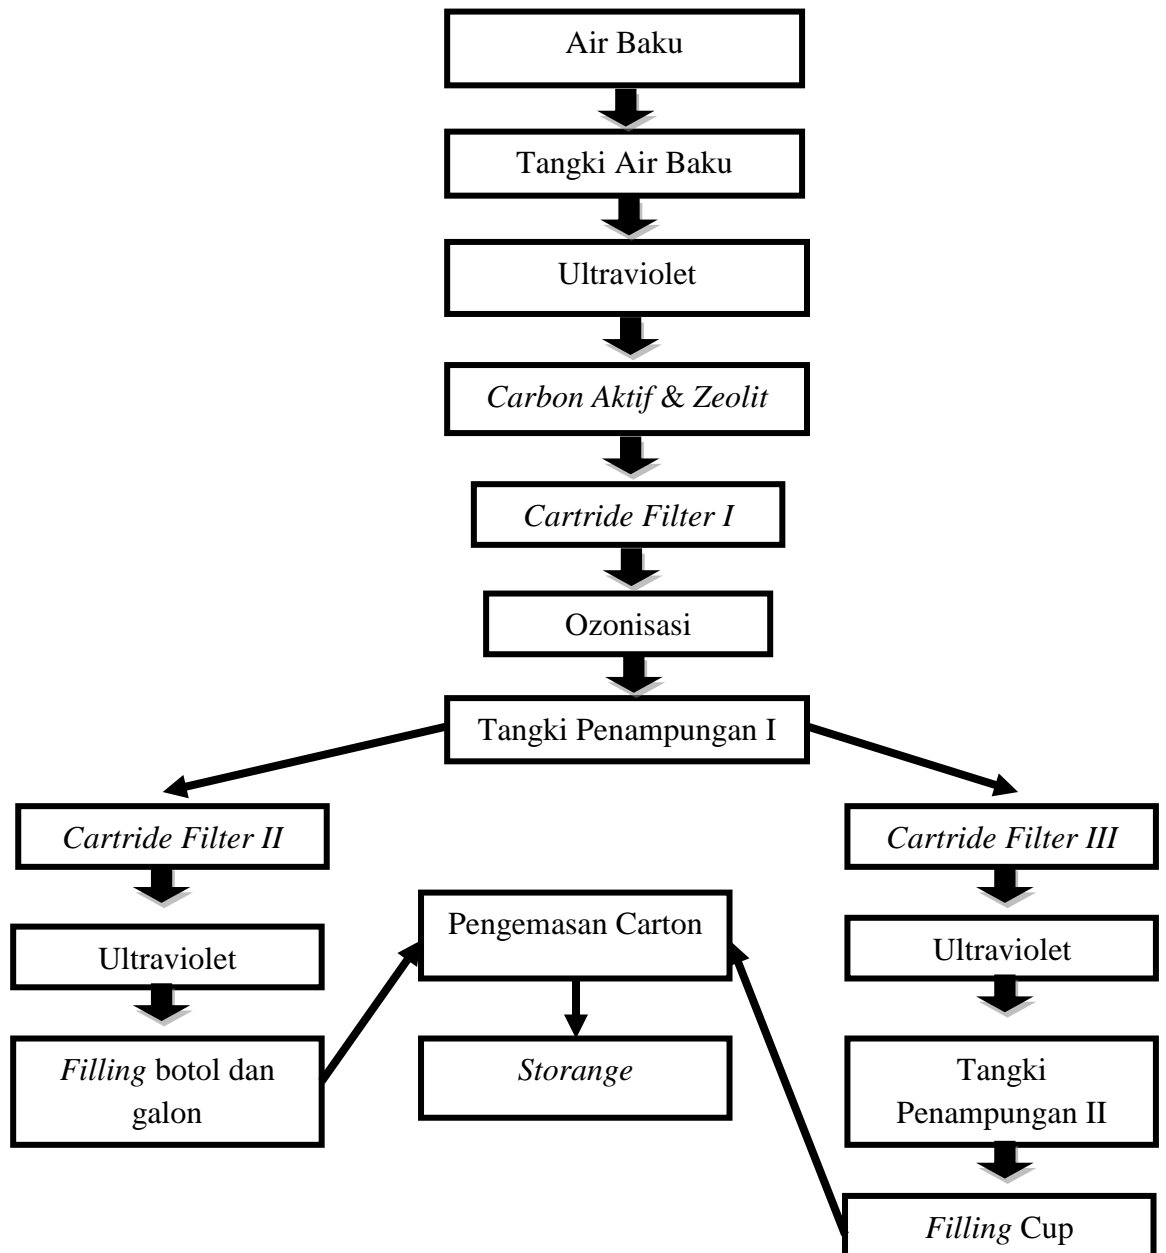 Air Baku
Tangki Air Baku
Ultraviolet
Carbon Aktif & Zeolit
Cartride Filter I
Ozonisasi
Tangki Penampungan I
Cartride Filter II
Ultraviolet
Filling botol dan
galon
Cartride Filter III
Ultraviolet
Tangki
Penampungan II
Filling Cup
Pengemasan Carton
Storange